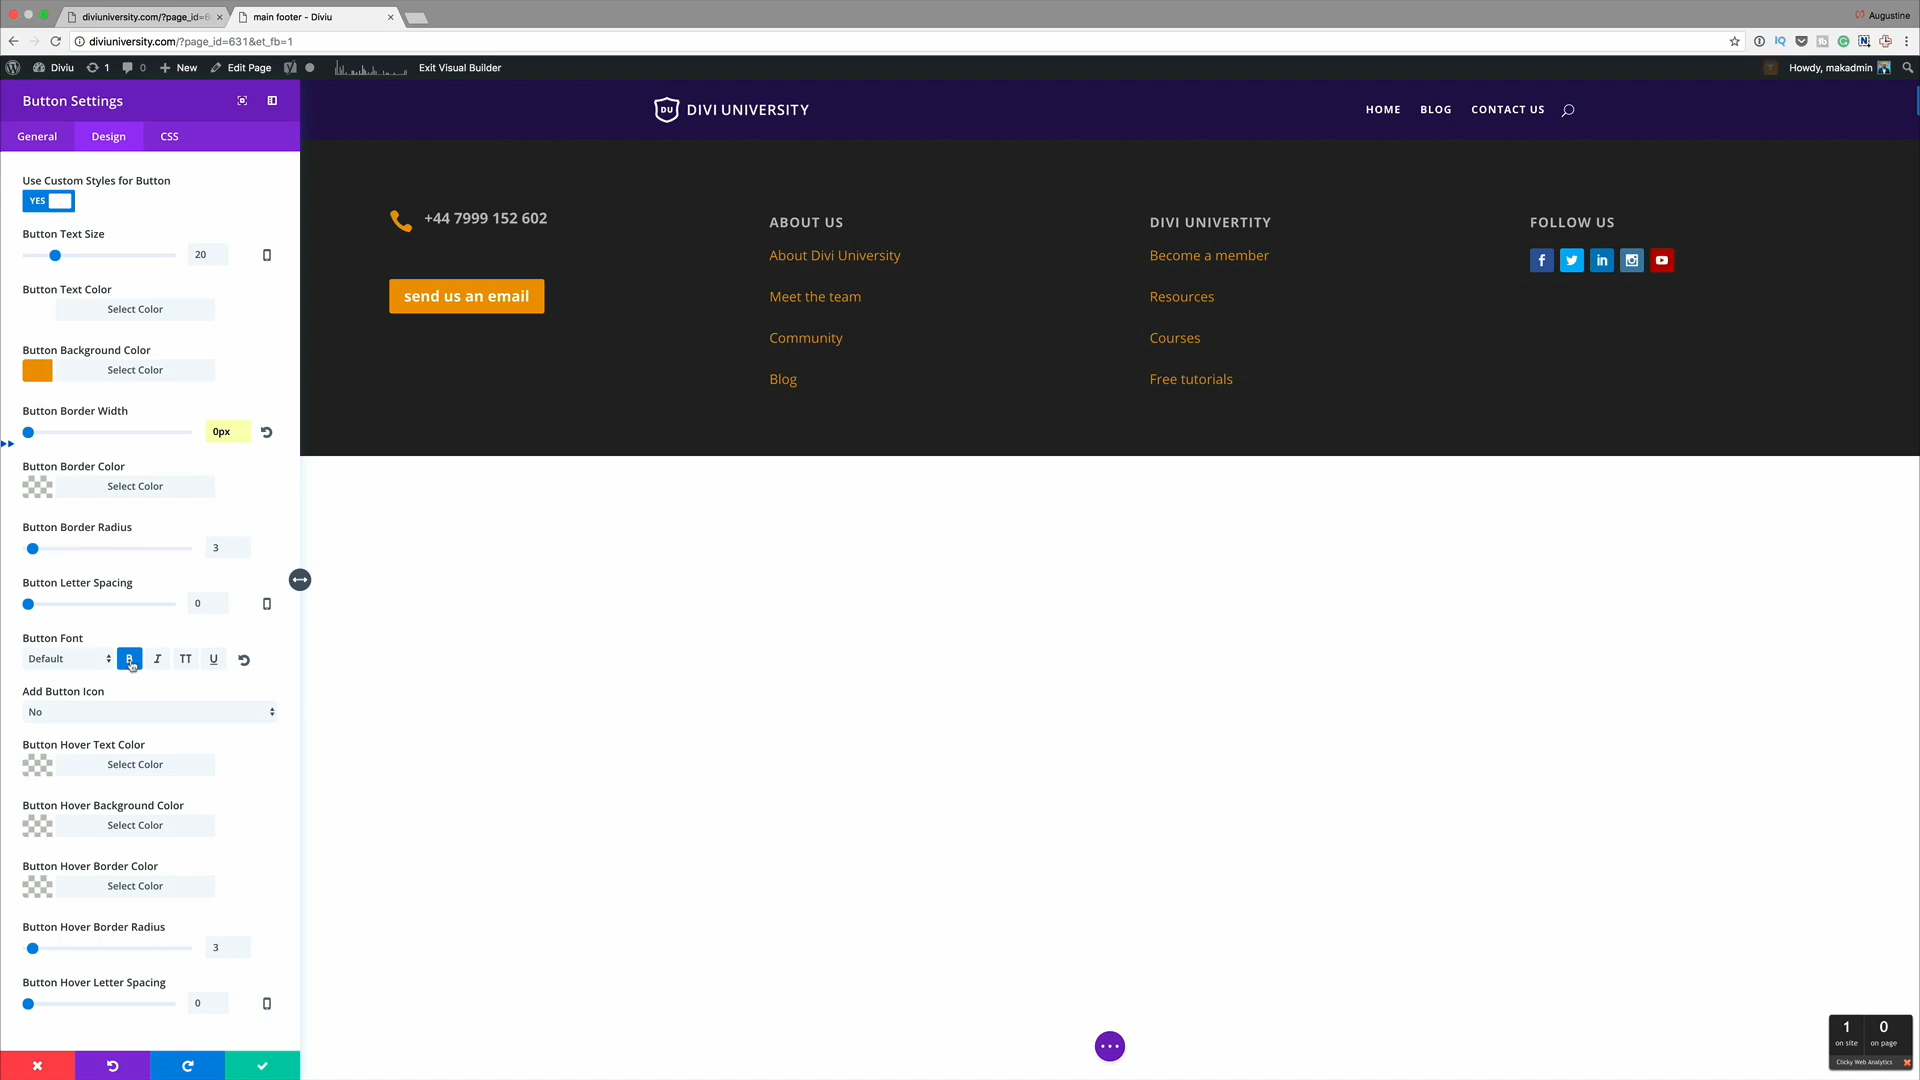 diviuniversity.com/?page_id=6
main footer - Diviu
Augustine
diviuniversity.com/?page_id=631&et_fb=1
Diviu
1
0
New
Edit Page
Exit Visual Builder
Howdy, makadmin
Button Settings
General
Design
CSS
DU
DIVI UNIVERSITY
HOME
BLOG
CONTACT US
Use Custom Styles for Button
YES
Button Text Size
20
Button Text Color
Select Color
Button Background Color
Select Color
Button Border Width
0px
Button Border Color
Select Color
Button Border Radius
3
Button Letter Spacing
0
Button Font
Default
B
I
TT
U
Add Button Icon
No
Button Hover Text Color
Select Color
Button Hover Background Color
Select Color
Button Hover Border Color
Select Color
Button Hover Border Radius
3
Button Hover Letter Spacing
0
+44 7999 152 602
send us an email
ABOUT US
About Divi University
Meet the team
Community
Blog
DIVI UNIVERTITY
Become a member
Resources
Courses
Free tutorials
FOLLOW US
1
on site
0
on page
Clicky Web Analytics